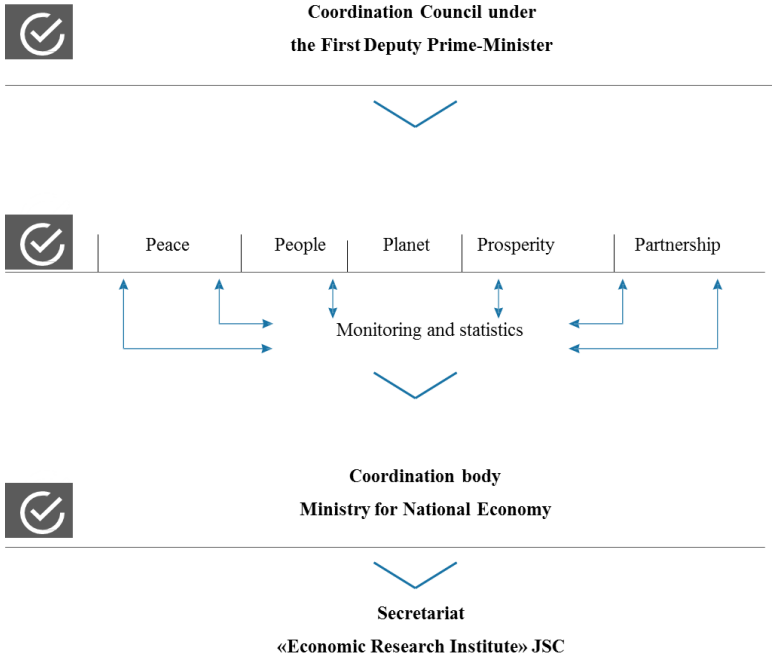 Coordination Council under
the First Deputy Prime-Minister
Peace People Planet Prosperity Partnership
Monitoring and statistics
Coordination body
Ministry for National Economy
Secretariat
«Economic Research Institute» JSC